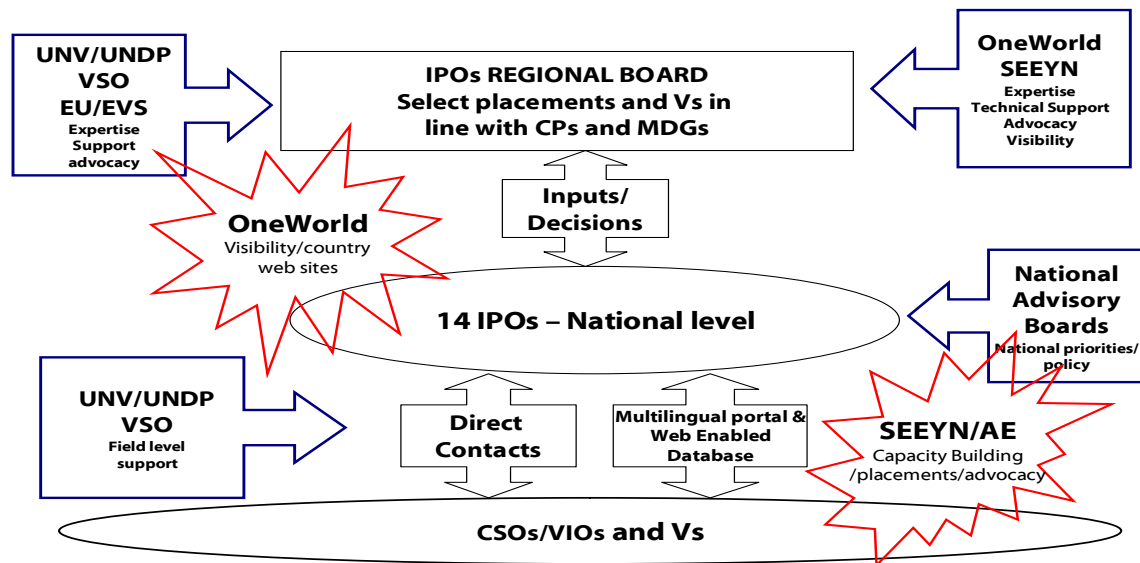 UNV/UNDP
VSO
EU/EVS
Expertise
Support
advocacy
IPOs REGIONAL BOARD
Select placements and Vs in
line with CPs and MDGs
OneWorld
SEEYN
Expertise
Technical Support
Advocacy
Visibility
Inputs/
Decisions
OneWorld
Visibility/country
web sites
14 IPOs – National level
National
Advisory
Boards
National priorities/
policy
UNV/UNDP
VSO
Field level
support
Direct
Contacts
Multilingual portal &
Web Enabled
Database
SEEYN/AE
Capacity Building
/placements/advocacy
CSOs/VIOs and Vs